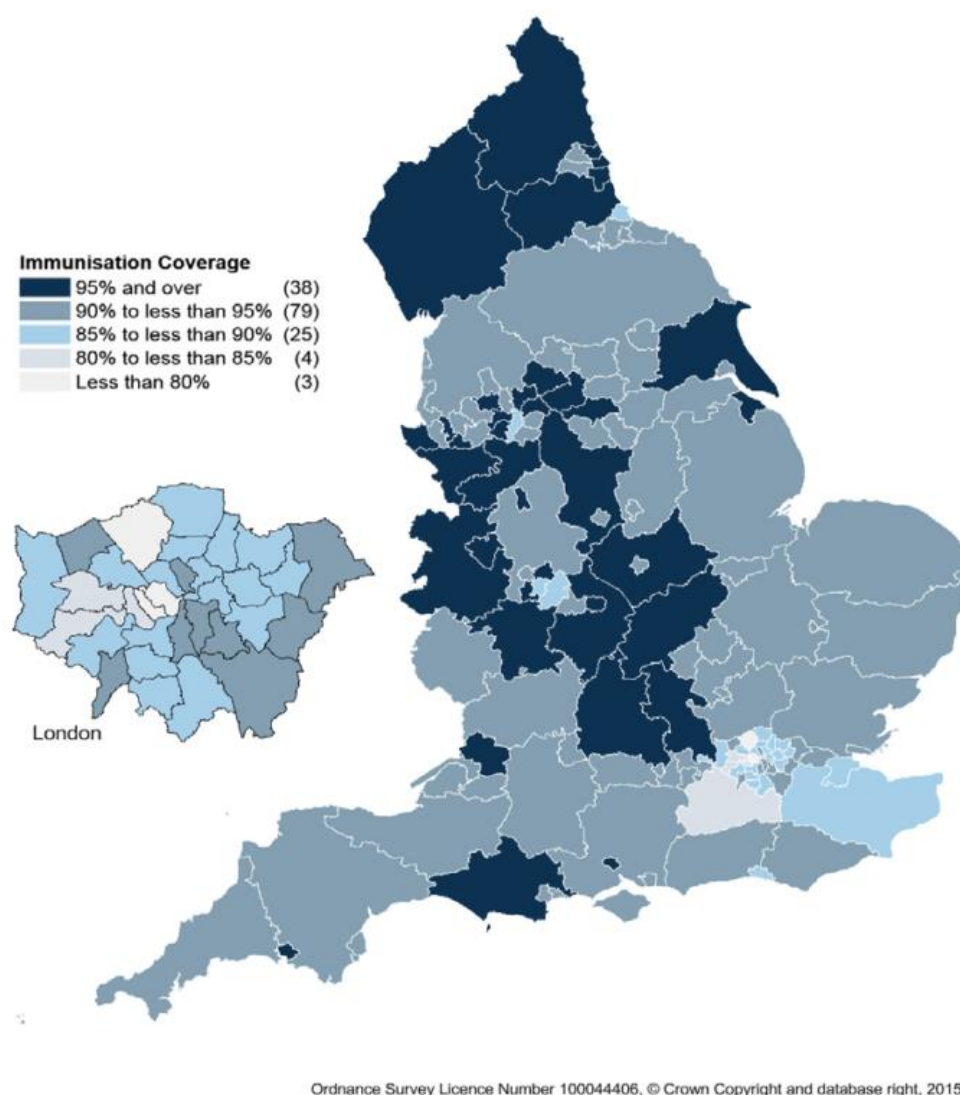 Immunisation Coverage
95% and over (38)
90% to less than 95% (79)
85% to less than 90% (25)
80% to less than 85% (4)
Less than 80% (3)
London
Ordnance Survey Licence Number 100044406, © Crown Copyright and database right, 2015